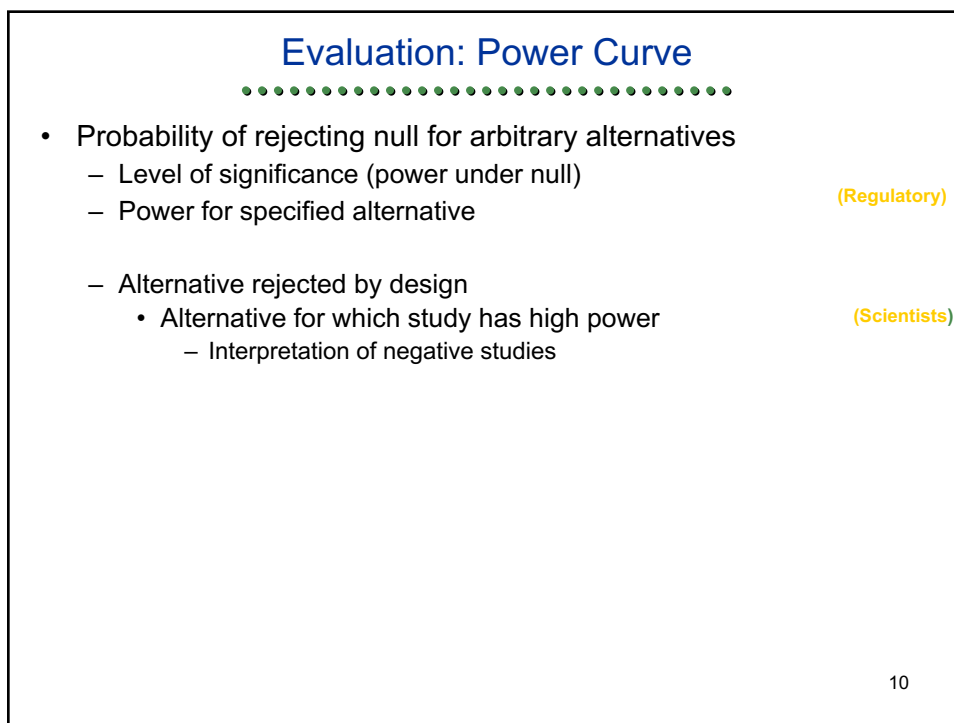 Evaluation: Power Curve
• Probability of rejecting null for arbitrary alternatives
– Level of significance (power under null)
(Regulatory)
– Power for specified alternative
– Alternative rejected by design
• Alternative for which study has high power
(Scientists)
– Interpretation of negative studies
10